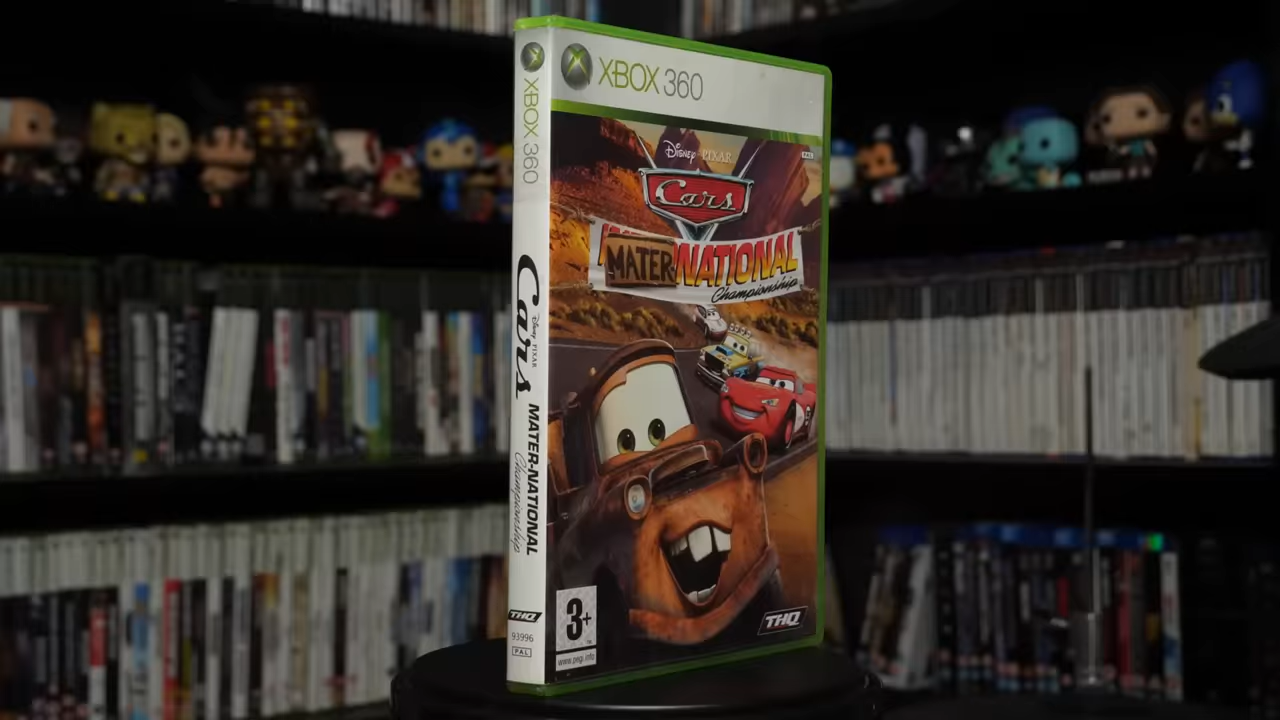 XBOX 360
Disney • PIXAR
Cars
MATER-NATIONAL
Championship
THQ
93996
PAL
XBOX 360
Disney • PIXAR
PAL
Cars
MATER-NATIONAL
Championship
3+
www.pegi.info
THQ